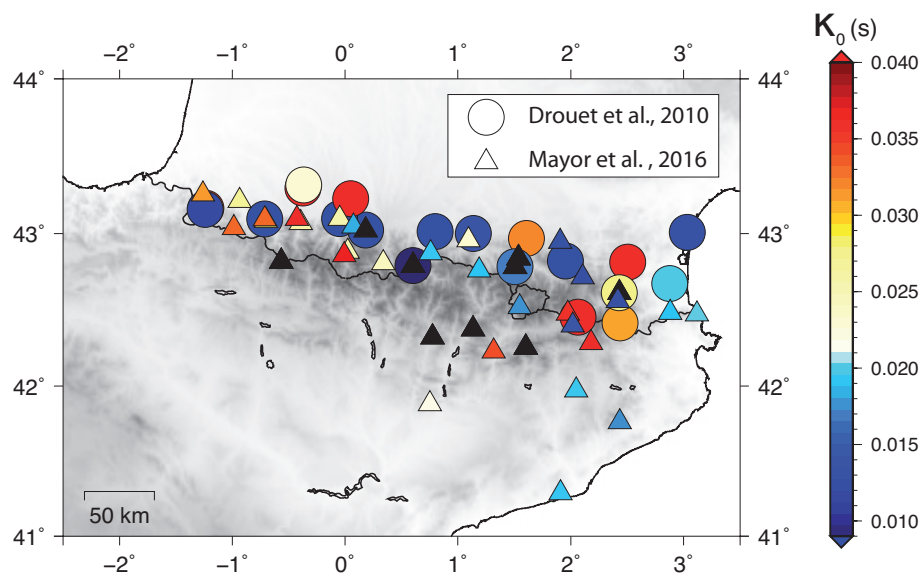 −2° −1° 0° 1° 2° 3°
K0 (s)
44° 44°
Drouet et al., 2010
Mayor et al. , 2016
43° 43°
42° 42°
41° 41°
50 km
−2° −1° 0° 1° 2° 3°
0.040
0.035
0.030
0.025
0.020
0.015
0.010